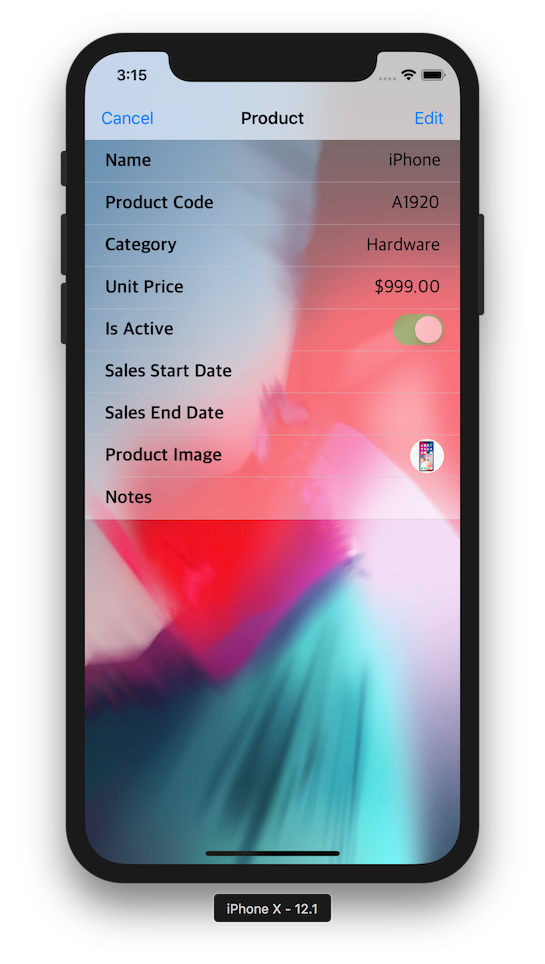 3:15
Cancel Product Edit
Name iPhone
Product Code A1920
Category Hardware
Unit Price $999.00
Is Active
Sales Start Date
Sales End Date
Product Image
Notes
iPhone X - 12.1